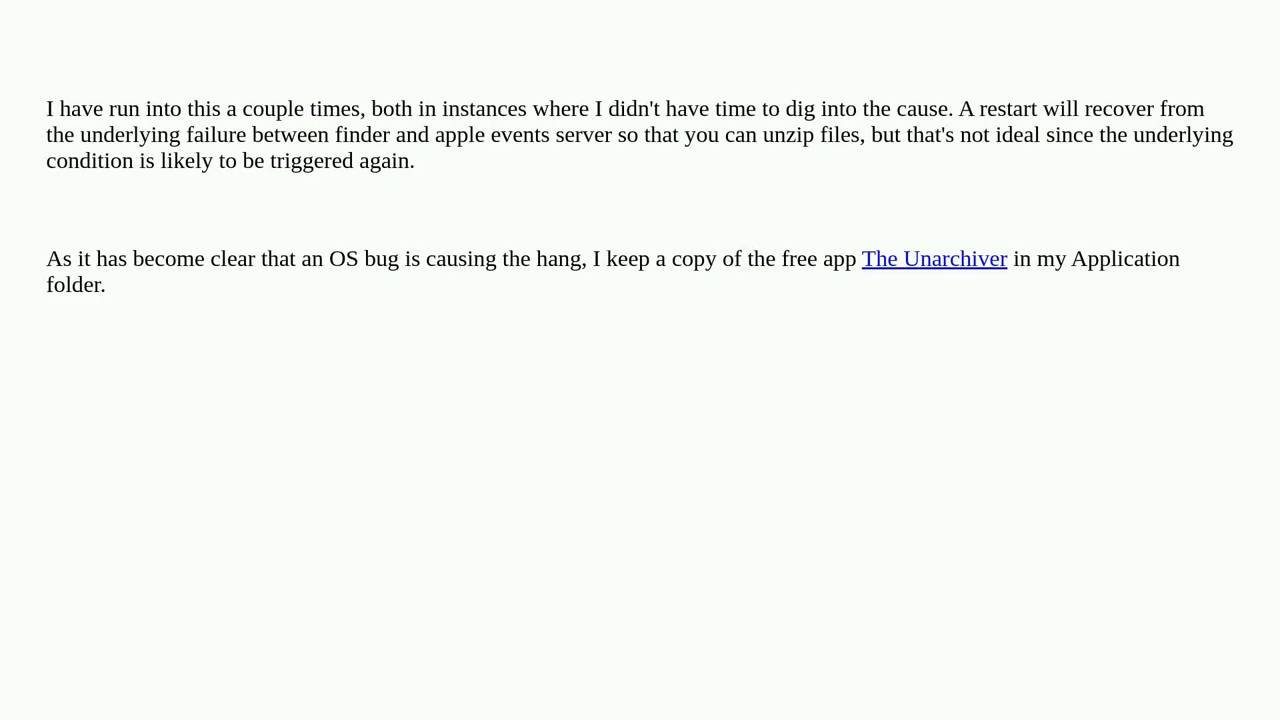 I have run into this a couple times, both in instances where I didn't have time to dig into the cause. A restart will recover from
the underlying failure between finder and apple events server so that you can unzip files, but that's not ideal since the underlying
condition is likely to be triggered again.
As it has become clear that an OS bug is causing the hang, I keep a copy of the free app The Unarchiver in my Application
folder.